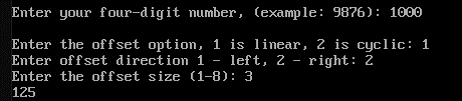 Enter your four-digit number, (example: 9876): 1000
Enter the offset option, 1 is linear, 2 is cyclic: 1
Enter offset direction 1 - left, 2 - right: 2
Enter the offset size (1-8): 3
125